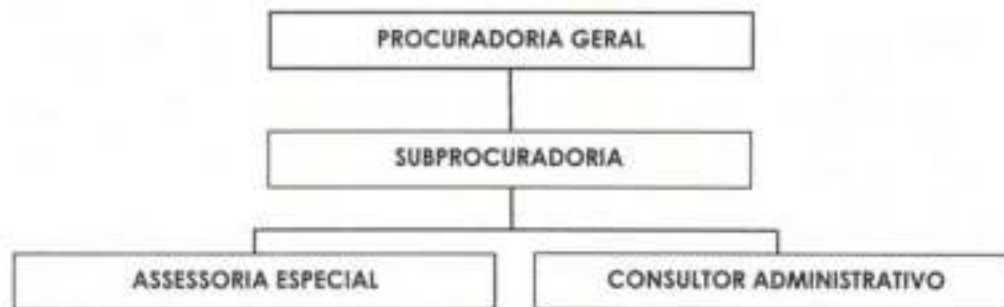 PROCURADORIA GERAL
SUBPROCURADORIA
ASSESSORIA ESPECIAL
CONSULTOR ADMINISTRATIVO